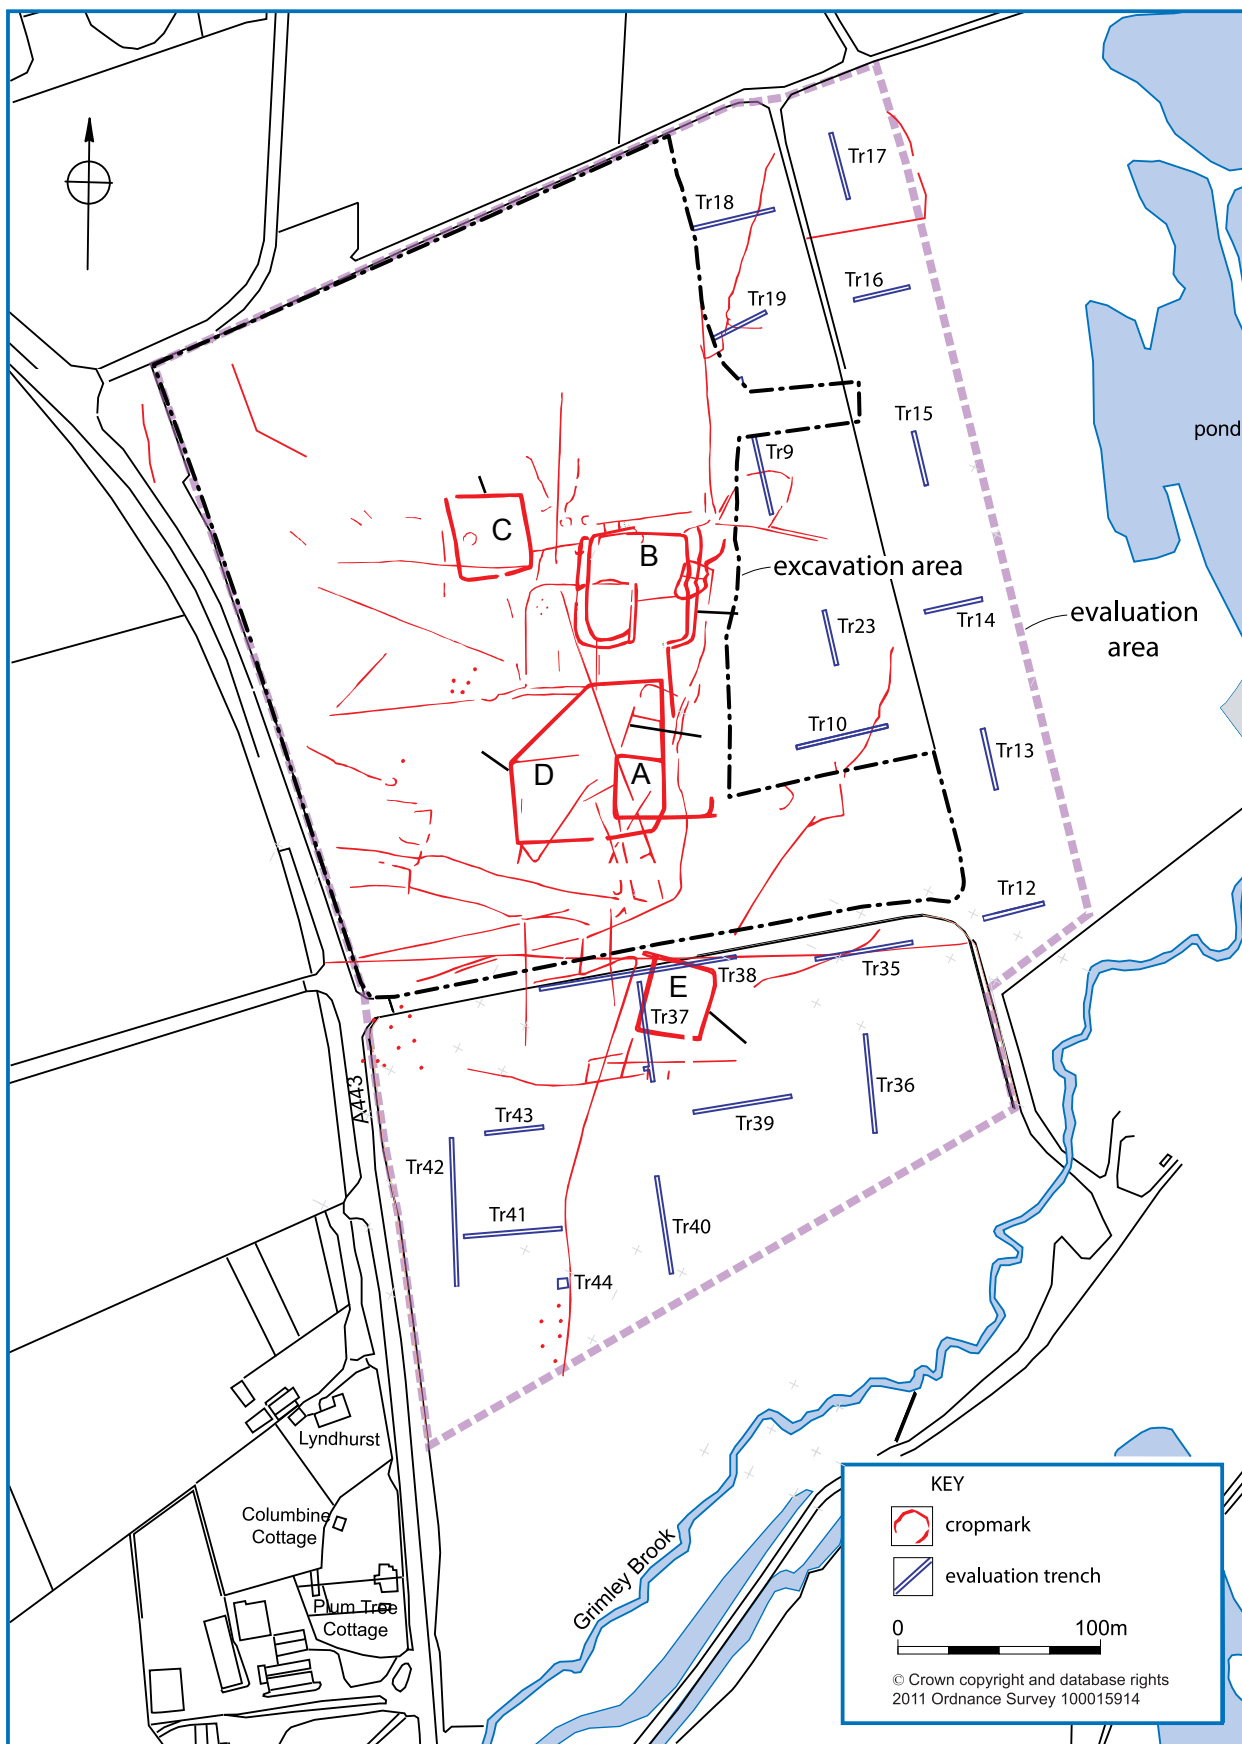 Tr17
Tr18
Tr16
Tr19
Tr15
pond
Tr9
C
B
excavation area
evaluation
area
Tr14
Tr23
Tr10
Tr13
D
A
Tr12
Tr38
Tr35
E
Tr37
A443
Tr36
Tr43
Tr39
Tr42
Tr41
Tr40
Tr44
Lyndhurst
Columbine
Cottage
Plum Tree
Cottage
Grimley Brook
KEY
cropmark
evaluation trench
0 100m
© Crown copyright and database rights
2011 Ordnance Survey 100015914